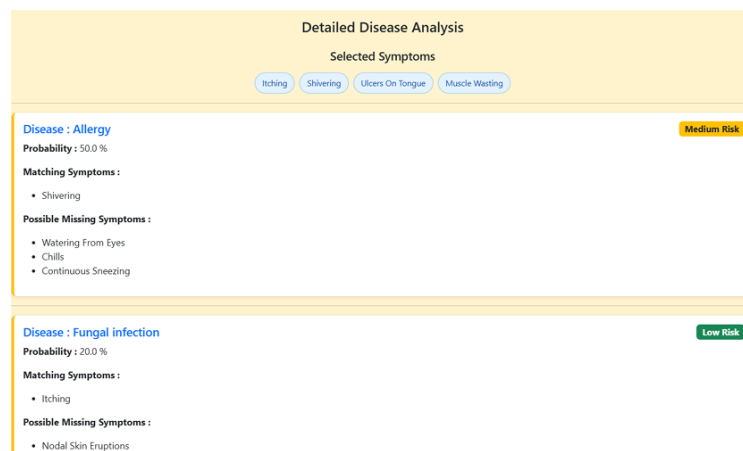 Detailed Disease Analysis
Selected Symptoms
Itching Shivering Ulcers On Tongue Muscle Wasting
Disease : Allergy Medium Risk
Probability : 50.0 %
Matching Symptoms :
• Shivering
Possible Missing Symptoms :
• Watering From Eyes
• Chills
• Continuous Sneezing
Disease : Fungal infection Low Risk
Probability : 20.0 %
Matching Symptoms :
• Itching
Possible Missing Symptoms :
• Nodal Skin Eruptions